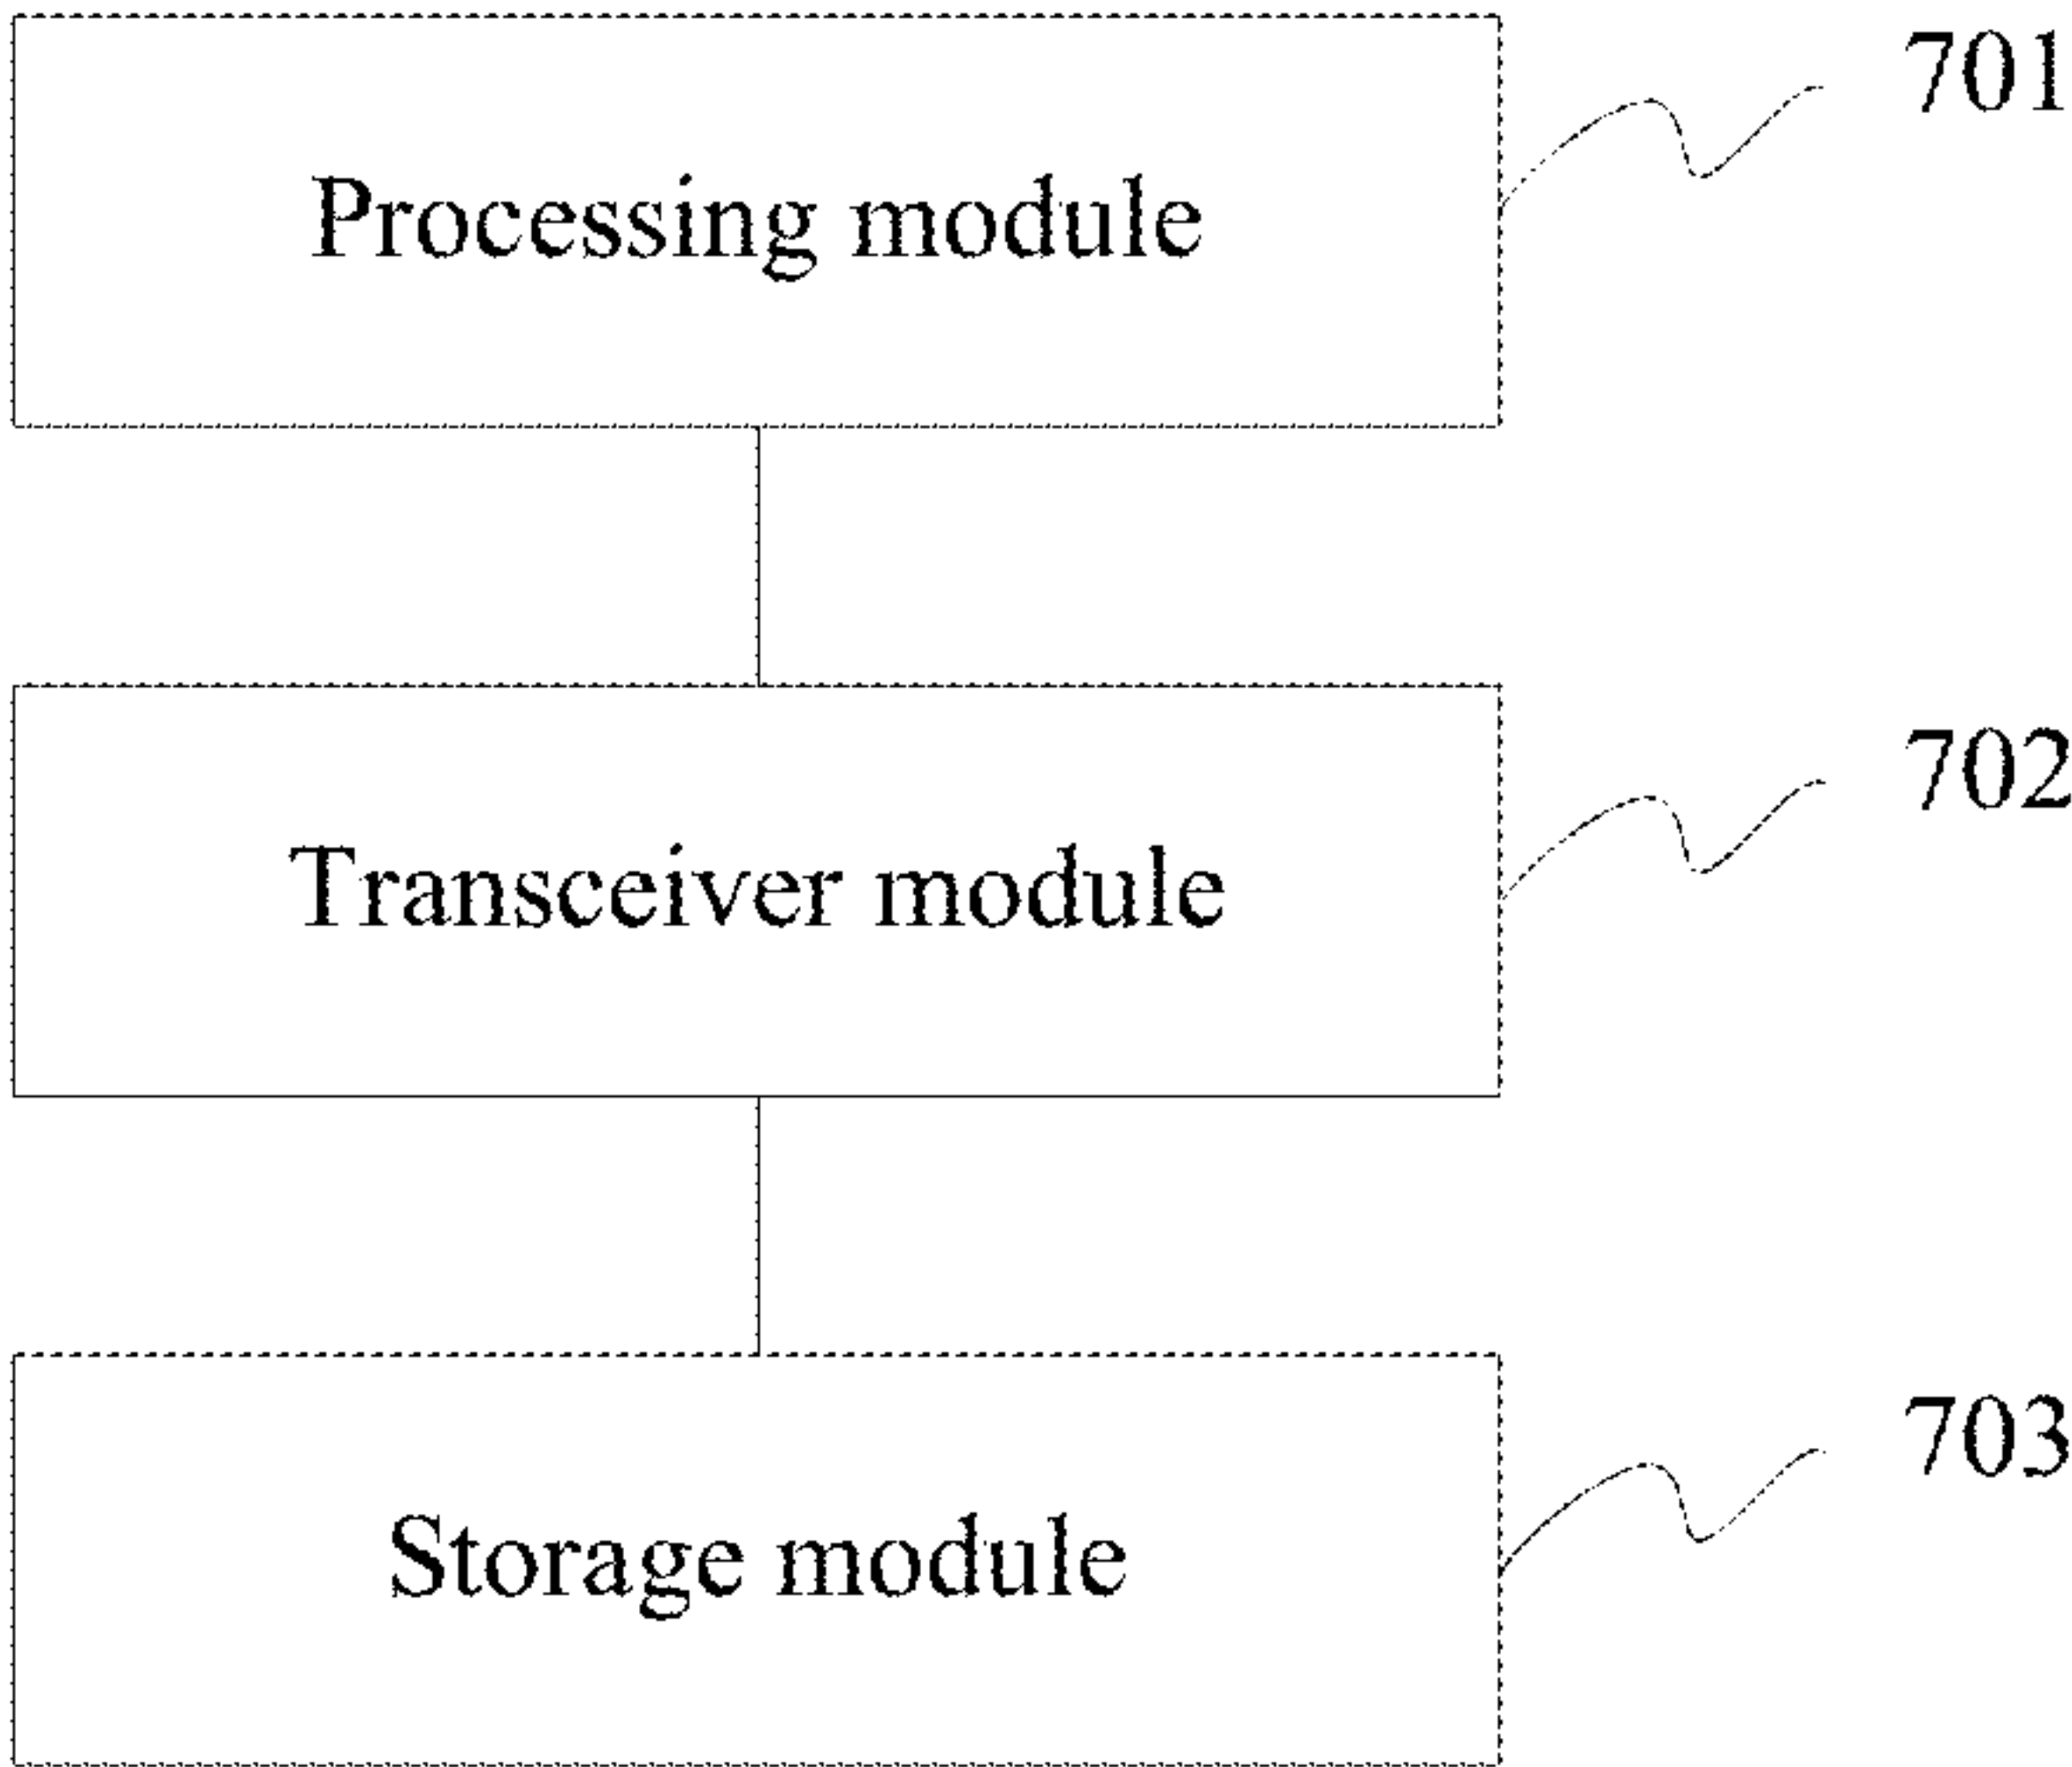 701
Processing module
702
Transceiver module
703
Storage module